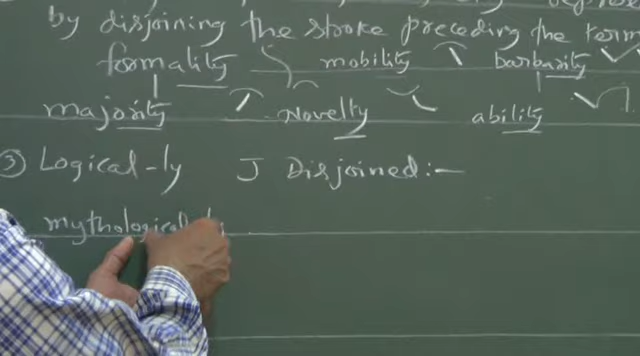 by disjoining the stroke preceding the term
formality mobility barbarity
majority Novelty ability
③ Logical-ly J Disjoined:-
mythological